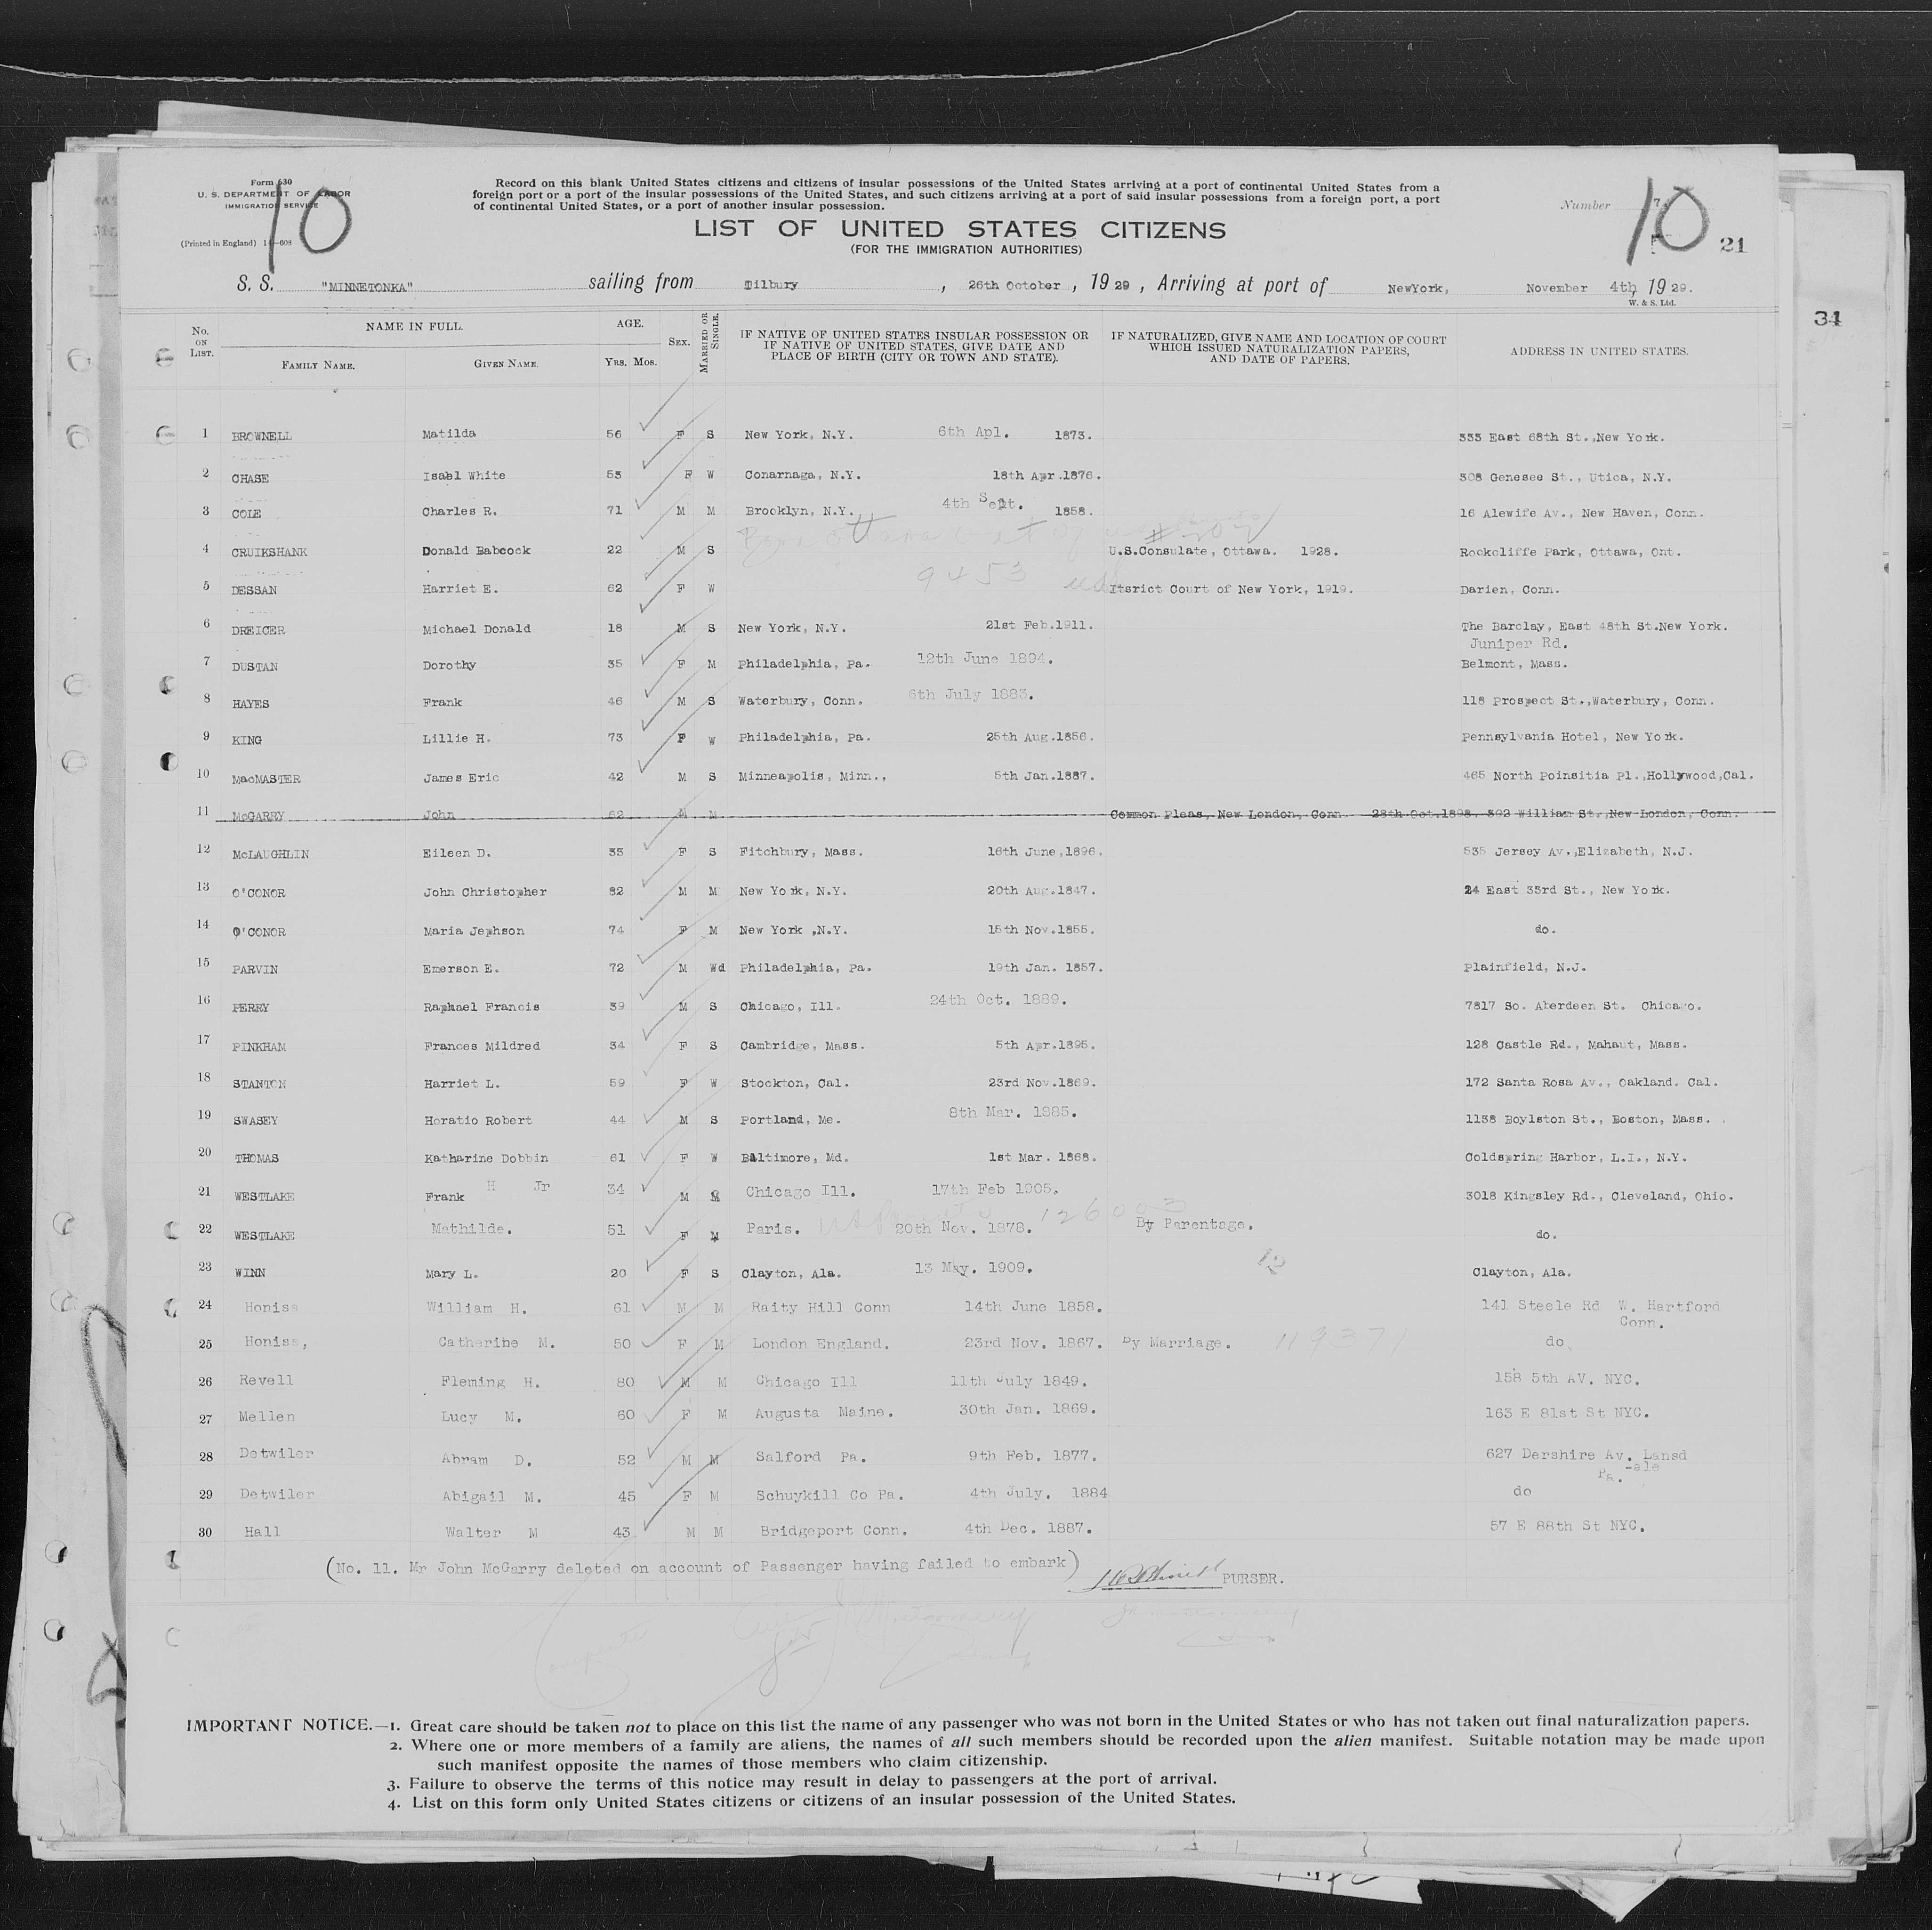 Form 630
U. S. DEPARTMENT OF LABOR
IMMIGRATION SERVICE
(Printed in England) 14—608
10
Record on this blank United States citizens and citizens of insular possessions of the United States arriving at a port of continental United States from a
foreign port or a port of the insular possessions of the United States, and such citizens arriving at a port of said insular possessions from a foreign port, a port
of continental United States, or a port of another insular possession.
Number 10 21
LIST OF UNITED STATES CITIZENS
(FOR THE IMMIGRATION AUTHORITIES)
S. S. "MINNETONKA" sailing from Tilbury, 26th October, 1929, Arriving at port of NewYork, November 4th, 1929.
W. & S. Ltd.
34
No. ON LIST. NAME IN FULL. FAMILY NAME. GIVEN NAME. AGE. YRS. MOS. SEX. MARRIED OR SINGLE. IF NATIVE OF UNITED STATES INSULAR POSSESSION OR IF NATIVE OF UNITED STATES, GIVE DATE AND PLACE OF BIRTH (CITY OR TOWN AND STATE). IF NATURALIZED, GIVE NAME AND LOCATION OF COURT WHICH ISSUED NATURALIZATION PAPERS, AND DATE OF PAPERS. ADDRESS IN UNITED STATES.
1 BROWNELL Matilda 56 F S New York, N.Y. 6th Apl. 1873. 333 East 68th St.,New York.
2 CHASE Isabel White 53 F W Conarnaga, N.Y. 18th Apr.1876. 308 Genesee St., Utica, N.Y.
3 COLE Charles R. 71 M M Brooklyn, N.Y. 4th Sept. 1858. 16 Alewife Av., New Haven, Conn.
4 CRUIKSHANK Donald Babcock 22 M S U.S.Consulate, Ottawa. 1928. Rockcliffe Park, Ottawa, Ont.
5 DESSAN Harriet E. 62 F W 9453 Itsrict Court of New York, 1919. Darien, Conn.
6 DREICER Michael Donald 18 M S New York, N.Y. 21st Feb.1911. The Barclay, East 48th St.New York.
7 DUSTAN Dorothy 35 F M Philadelphia, Pa. 12th June 1894. Juniper Rd. Belmont, Mass.
8 HAYES Frank 46 M S Waterbury, Conn. 6th July 1883. 118 Prospect St.,Waterbury, Conn.
9 KING Lillie H. 73 F W Philadelphia, Pa. 25th Aug.1856. Pennsylvania Hotel, New York.
10 MacMASTER James Eric 42 M S Minneapolis, Minn., 5th Jan.1887. 465 North Poinsitia Pl.,Hollywood,Cal.
11 McGARRY John 62 M M Common Pleas, New London, Conn. 28th Oct.1898. 302 William St.,New London, Conn.
12 McLAUGHLIN Eileen D. 33 F S Fitchbury, Mass. 16th June,1896. 535 Jersey Av.,Elizabeth, N.J.
13 O'CONOR John Christopher 82 M M New York, N.Y. 20th Aug.1847. 24 East 33rd St., New York.
14 O'CONOR Maria Jephson 74 F M New York ,N.Y. 15th Nov.1855. do.
15 PARVIN Emerson E. 72 M Wd Philadelphia, Pa. 19th Jan. 1857. Plainfield, N.J.
16 PERRY Raphael Francis 39 M S Chicago, Ill. 24th Oct. 1889. 7817 So. Aberdeen St. Chicago.
17 PINKHAM Frances Mildred 34 F S Cambridge, Mass. 5th Apr.1895. 128 Castle Rd., Mahaut, Mass.
18 STANTON Harriet L. 59 F W Stockton, Cal. 23rd Nov.1869. 172 Santa Rosa Av., Oakland. Cal.
19 SWASEY Horatio Robert 44 M S Portland, Me. 8th Mar. 1885. 1138 Boylston St., Boston, Mass.
20 THOMAS Katharine Dobbin 61 F W Baltimore, Md. 1st Mar. 1868. Coldspring Harbor, L.I., N.Y.
21 WESTLAKE Frank H Jr 34 M S Chicago Ill. 17th Feb 1905. 3018 Kingsley Rd., Cleveland, Ohio.
22 WESTLAKE Mathilde. 51 F M Paris. 20th Nov. 1878. 126003 By Parentage. do.
23 WINN Mary L. 20 F S Clayton, Ala. 13 May. 1909. 12 Clayton, Ala.
24 Honiss William H. 61 M M Raity Hill Conn 14th June 1858. 141 Steele Rd W. Hartford Conn.
25 Honiss, Catherine M. 50 F M London England. 23rd Nov. 1867. By Marriage. 119371 do
26 Revell Fleming H. 80 M M Chicago Ill 11th July 1849. 158 5th AV. NYC.
27 Mellen Lucy M. 60 F M Augusta Maine. 30th Jan. 1869. 163 E 81st St NYC.
28 Detwiler Abram D. 52 M M Salford Pa. 9th Feb. 1877. 627 Dershire Av. Lansd -ale Pa.
29 Detwiler Abigail M. 45 F M Schuykill Co Pa. 4th July. 1884 do
30 Hall Walter M 43 M M Bridgeport Conn. 4th Dec. 1887. 57 E 88th St NYC.
(No. 11. Mr John McGarry deleted on account of Passenger having failed to embark) PURSER.
IMPORTANT NOTICE.—1. Great care should be taken not to place on this list the name of any passenger who was not born in the United States or who has not taken out final naturalization papers.
2. Where one or more members of a family are aliens, the names of all such members should be recorded upon the alien manifest. Suitable notation may be made upon
such manifest opposite the names of those members who claim citizenship.
3. Failure to observe the terms of this notice may result in delay to passengers at the port of arrival.
4. List on this form only United States citizens or citizens of an insular possession of the United States.